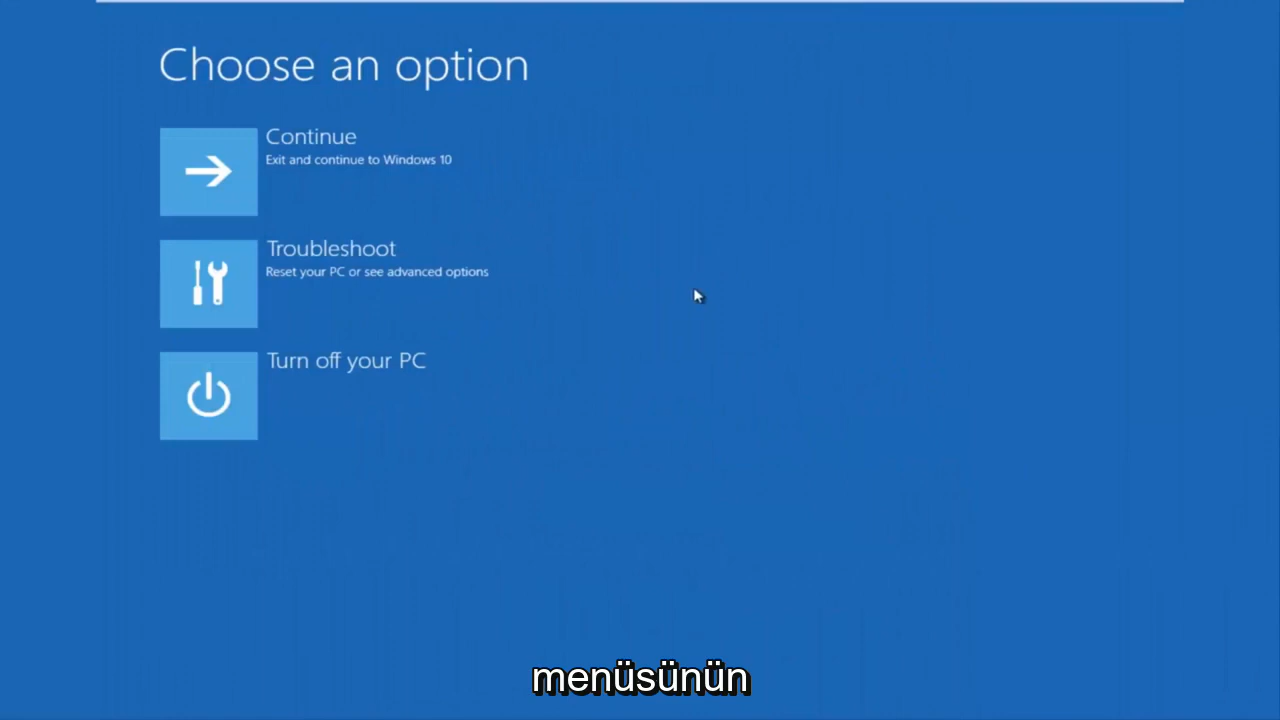 Choose an option
Continue
Exit and continue to Windows 10
Troubleshoot
Reset your PC or see advanced options
Turn off your PC
menüsünün